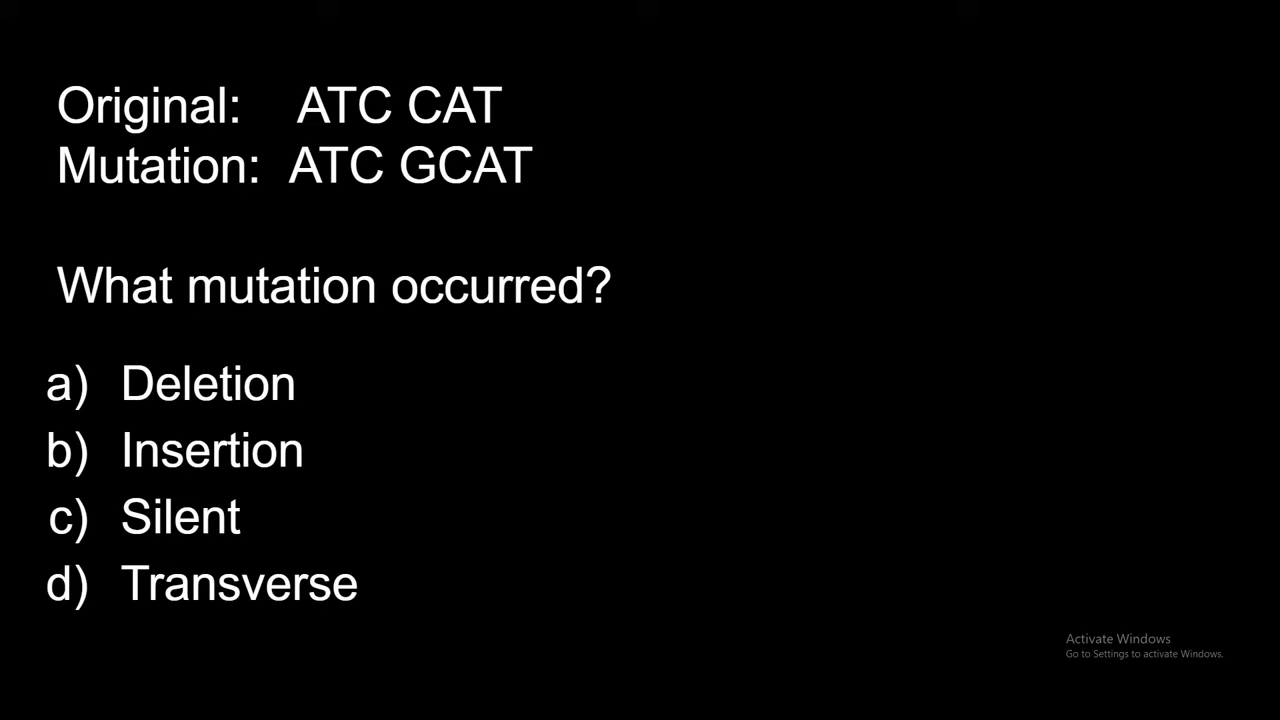 Original: ATC CAT
Mutation: ATC GCAT
What mutation occurred?
a) Deletion
b) Insertion
c) Silent
d) Transverse
Activate Windows
Go to Settings to activate Windows.